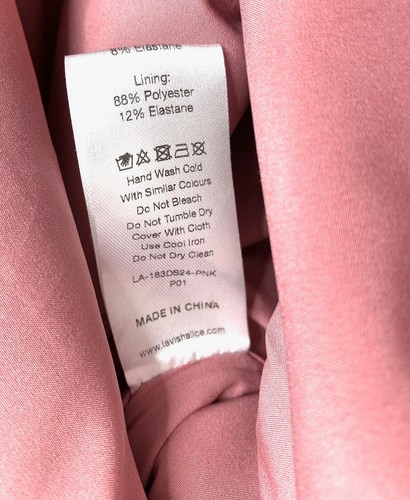 8% Elastane
Lining:
88% Polyester
12% Elastane
Hand Wash Cold
With Similar Colours
Do Not Bleach
Do Not Tumble Dry
Cover With Cloth
Use Cool Iron
Do Not Dry Clean
LA-183DS24-PNK
P01
MADE IN CHINA
www.lavishalice.com